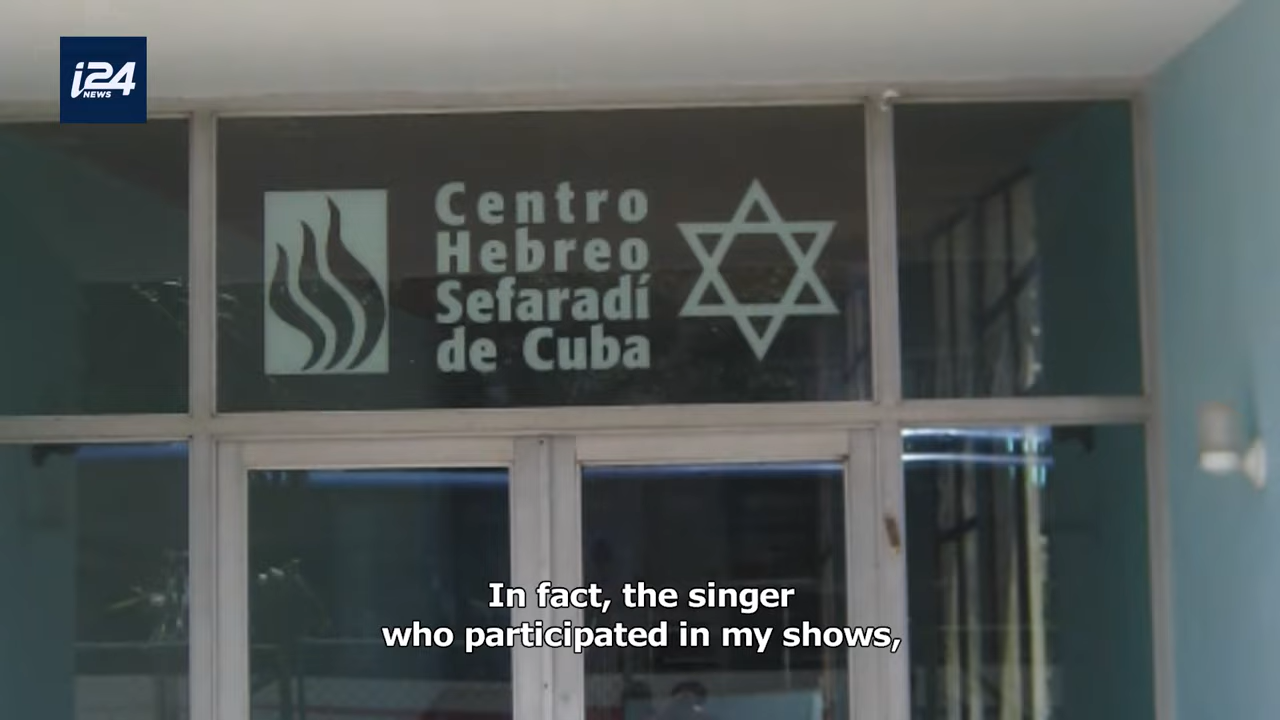 i24
NEWS
Centro
Hebreo
Sefaradí
de Cuba
In fact, the singer
who participated in my shows,